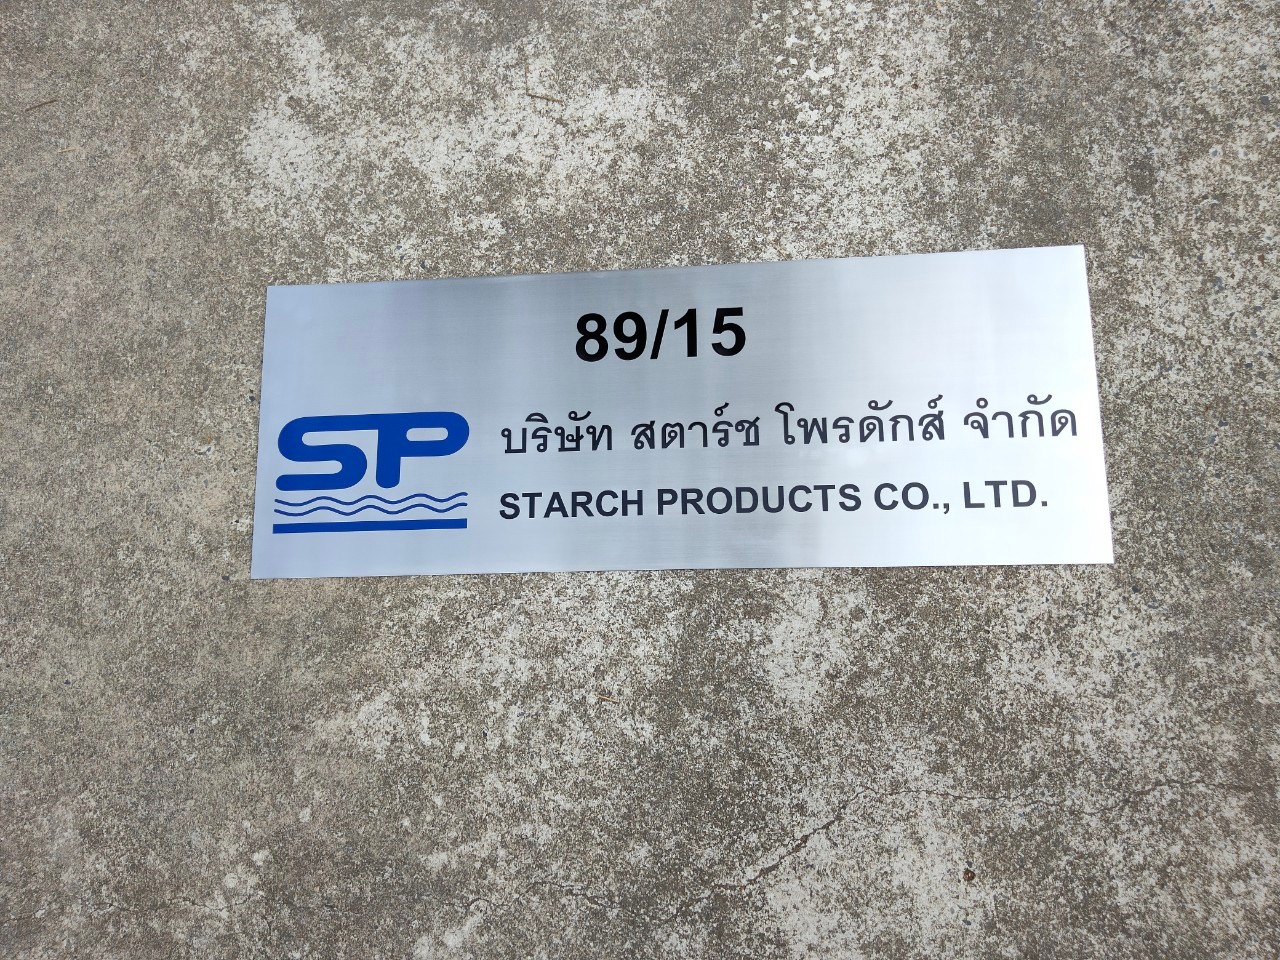 89/15
SP
บริษัท สตาร์ช โพรดักส์ จำกัด
STARCH PRODUCTS CO., LTD.